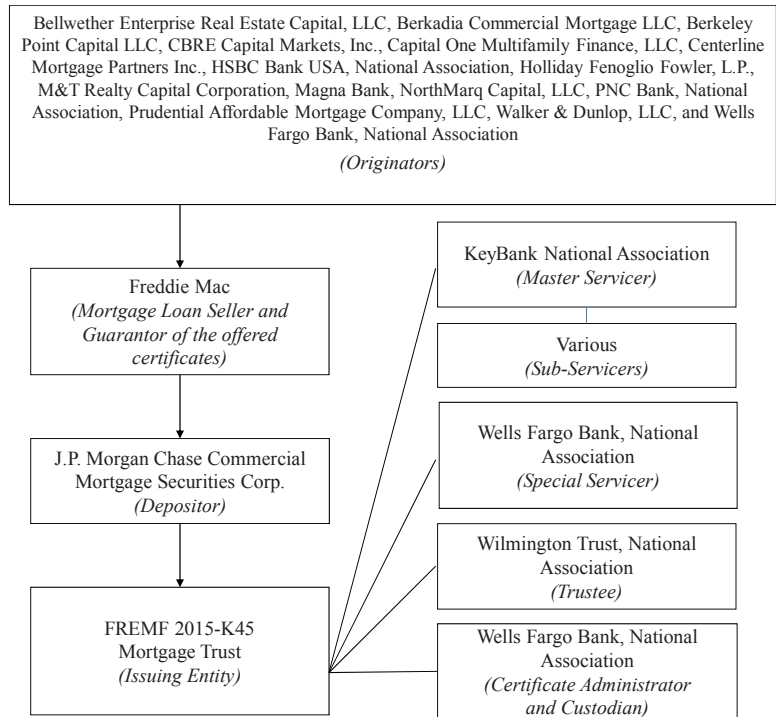 Bellwether Enterprise Real Estate Capital, LLC, Berkadia Commercial Mortgage LLC, Berkeley
Point Capital LLC, CBRE Capital Markets, Inc., Capital One Multifamily Finance, LLC, Centerline
Mortgage Partners Inc., HSBC Bank USA, National Association, Holliday Fenoglio Fowler, L.P.,
M&T Realty Capital Corporation, Magna Bank, NorthMarq Capital, LLC, PNC Bank, National
Association, Prudential Affordable Mortgage Company, LLC, Walker & Dunlop, LLC, and Wells
Fargo Bank, National Association
(Originators)
Freddie Mac
(Mortgage Loan Seller and
Guarantor of the offered
certificates)
J.P. Morgan Chase Commercial
Mortgage Securities Corp.
(Depositor)
FREMF 2015-K45
Mortgage Trust
(Issuing Entity)
KeyBank National Association
(Master Servicer)
Various
(Sub-Servicers)
Wells Fargo Bank, National
Association
(Special Servicer)
Wilmington Trust, National
Association
(Trustee)
Wells Fargo Bank, National
Association
(Certificate Administrator
and Custodian)